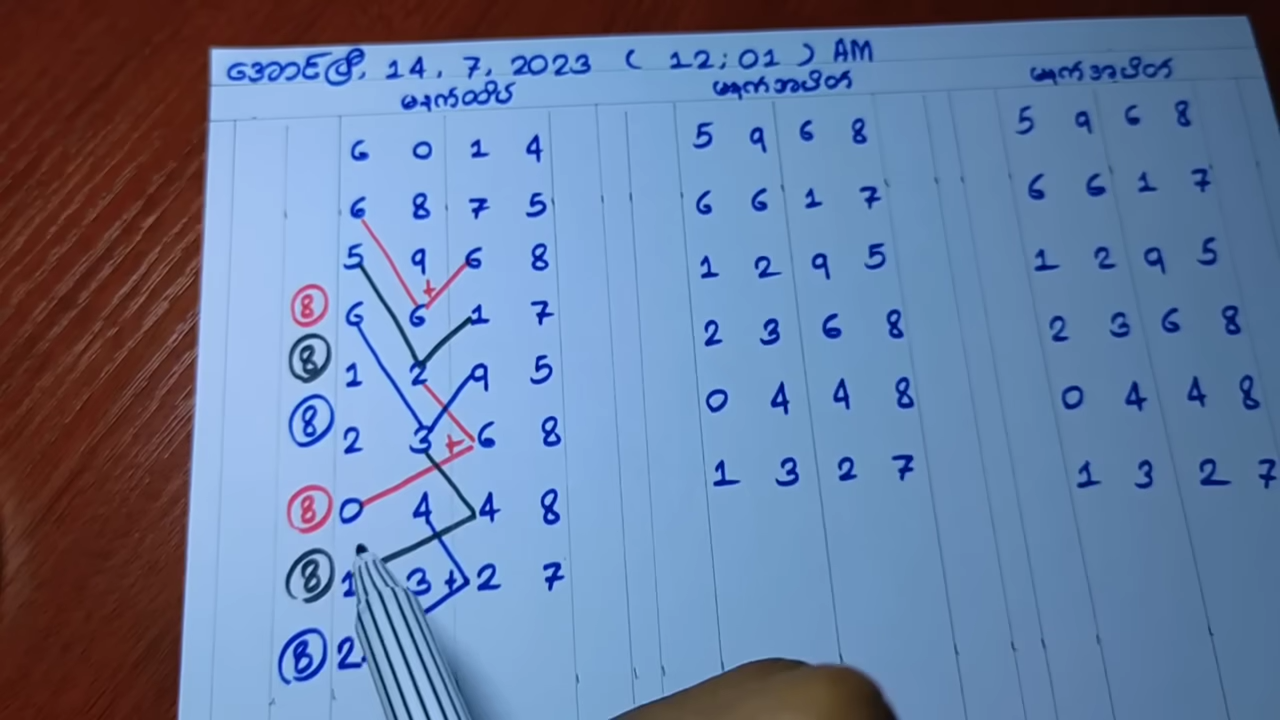 14, 7, 2023 ( 12:01 ) AM
6 0 1 4
6 8 7 5
5 9 6 8
8 6 6 1 7
8 1 2 9 5
8 2 3 + 6 8
8 0 4 4 8
8 1 3 + 2 7
8 2
+
5 9 6 8
6 6 1 7
1 2 9 5
2 3 6 8
0 4 4 8
1 3 2 7
5 9 6 8
6 6 1 7
1 2 9 5
2 3 6 8
0 4 4 8
1 3 2 7